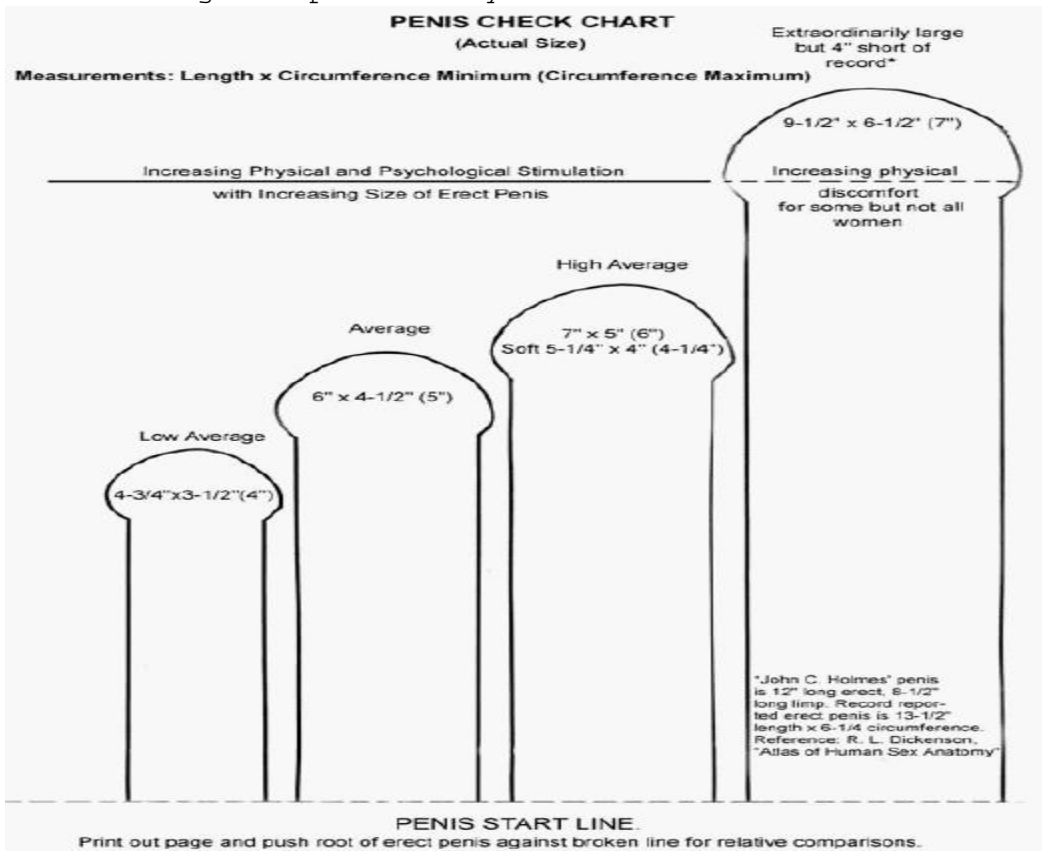 PENIS CHECK CHART
(Actual Size)
Extraordinarily large
but 4" short of
record*
Measurements: Length x Circumference Minimum (Circumference Maximum)
9-1/2" x 6-1/2" (7")
Increasing Physical and Psychological Stimulation
with Increasing Size of Erect Penis
Increasing physical
discomfort
for some but not all
women
High Average
7" x 5" (6")
Soft 5-1/4" x 4" (4-1/4")
Average
6" x 4-1/2" (5")
Low Average
4-3/4"x3-1/2"(4")
"John C. Holmes' penis
is 12" long erect, 8-1/2"
long limp. Record repor-
ted erect penis is 13-1/2"
length x 6-1/4 circumference.
Reference: R. L. Dickenson,
"Atlas of Human Sex Anatomy"
PENIS START LINE.
Print out page and push root of erect penis against broken line for relative comparisons.